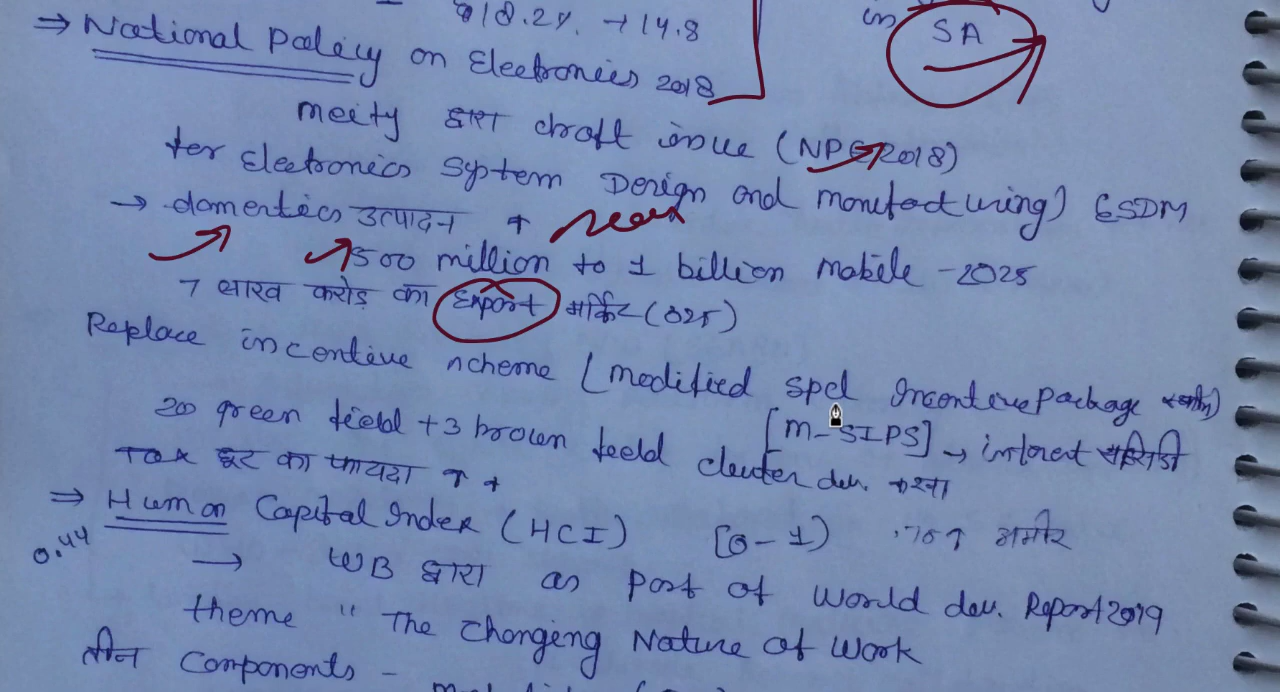 18.2%. → 14.8
in SA
⇒ National Policy on Electronics 2018
meity द्वारा draft issue (NPE 2018)
for Electronics System Design and manufacturing) ESDM
→ domestics उत्पादन ↑
500 million to 1 billion mobile - 2025
7 लाख करोड़ का Export मार्केट (025)
Replace incentive scheme (modified spcl Incentive Package
[M-SIPS] → interest सब्सिडी
20 green field + 3 brown field cluster dev. करना
Tax छूट का फायदा ↑ +
⇒ Human Capital Index (HCI) [0-1) .70↑ अमीर
0.44
→ WB द्वारा as Part of World dev. Report 2019
theme " The Changing Nature of Work
तीन Components -